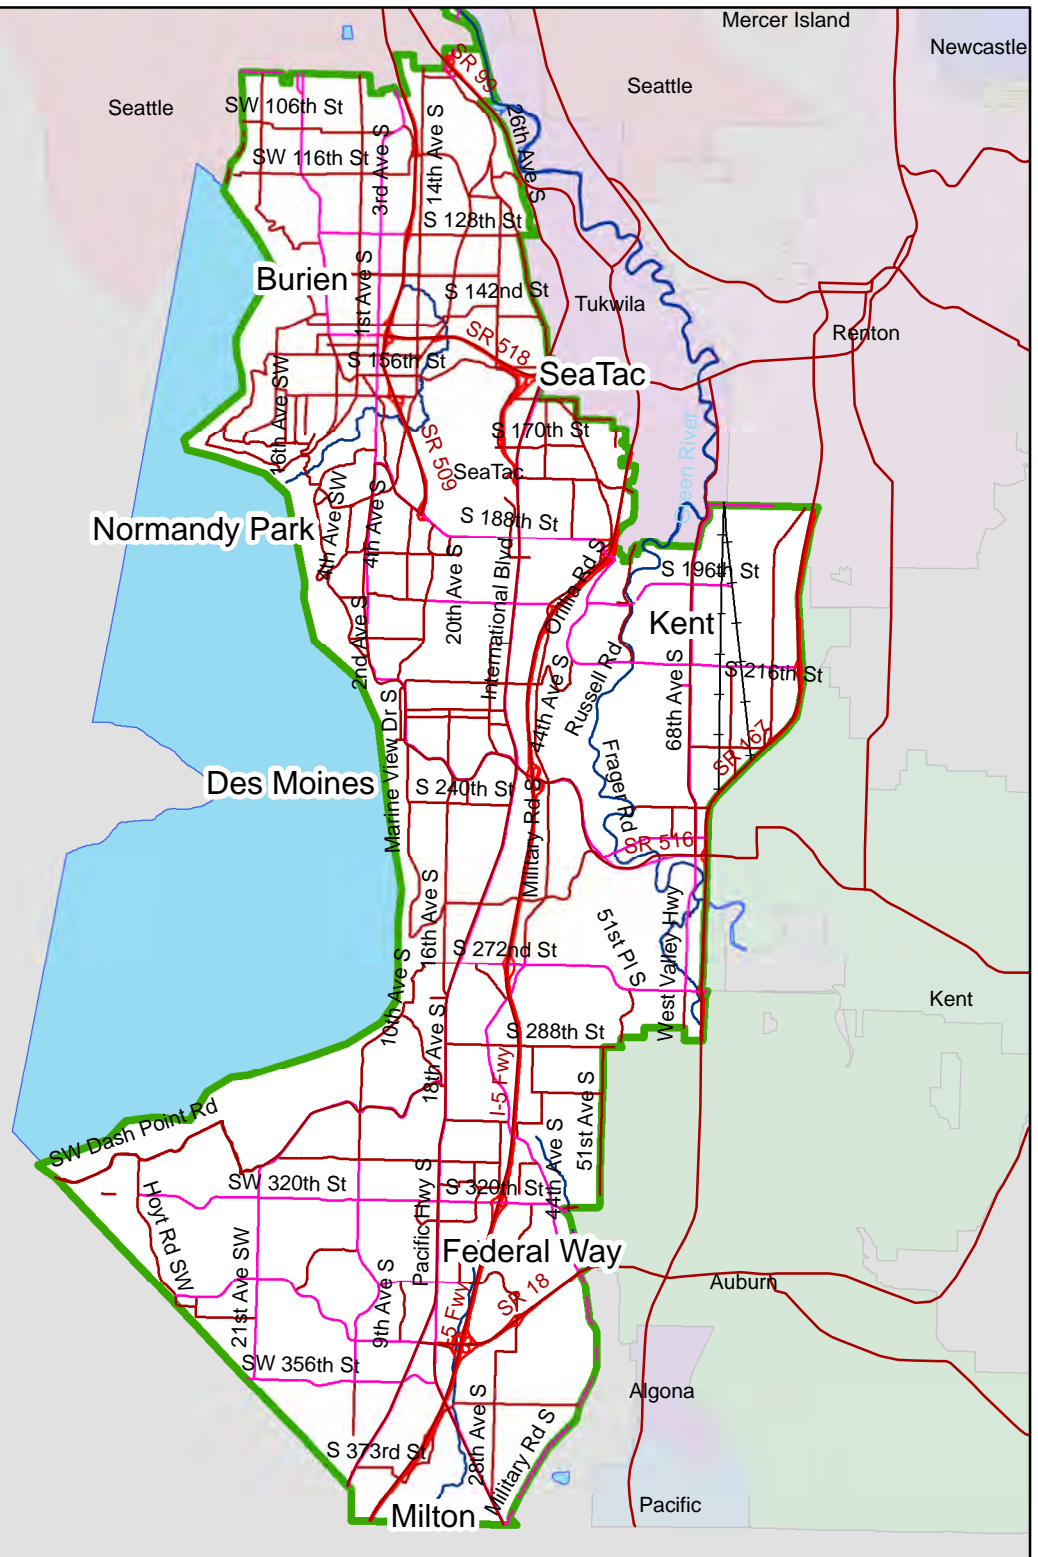 Mercer Island
Newcastle
SR 99
Seattle
Seattle
SW 106th St
26th Ave S
14th Ave S
3rd Ave S
SW 116th St
S 128th St
Burien
S 142nd St
Tukwila
1st Ave S
Renton
SR 518
S 156th St
SeaTac
16th Ave SW
S 170th St
SR 509
SeaTac
Green River
4th Ave SW
4th Ave S
Normandy Park
S 188th St
20th Ave S
International Blvd
Orillia Rd S
S 196th St
Kent
2nd Ave S
44th Ave S
Russell Rd
68th Ave S
S 216th St
Marine View Dr S
SR 167
Des Moines
S 240th St
Military Rd S
Frager Rd
SR 516
16th Ave S
51st Pl S
West Valley Hwy
S 272nd St
10th Ave S
Kent
18th Ave S
S 288th St
I-5 Fwy
51st Ave S
SW Dash Point Rd
44th Ave S
Hoyt Rd SW
SW 320th St
Pacific Hwy S
S 320th St
21st Ave SW
Federal Way
9th Ave S
I-5 Fwy
SR 18
Auburn
SW 356th St
Algona
28th Ave S
Military Rd S
S 373rd St
Milton
Pacific